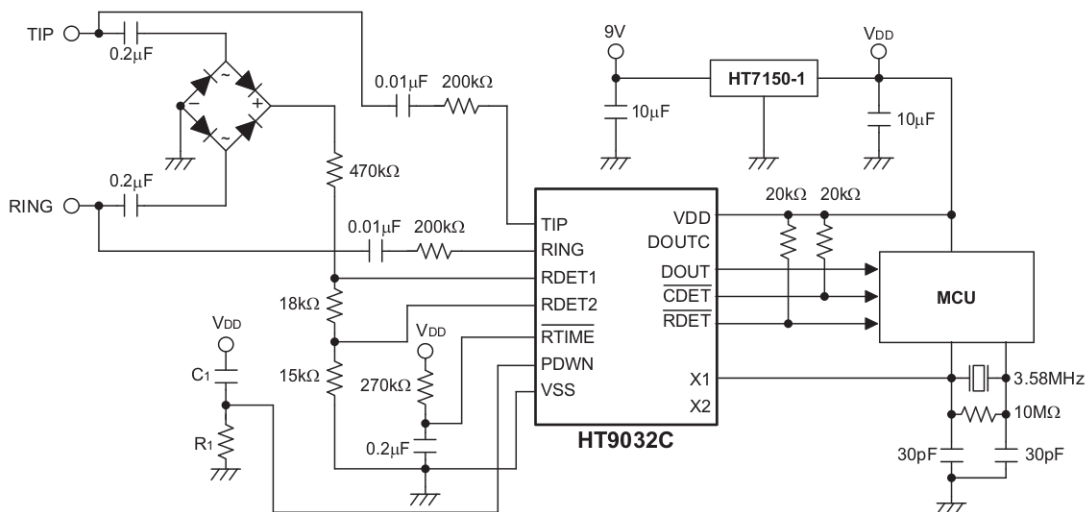 TIP
0.2μF
~
−
+
~
0.2μF
RING
0.01μF
200kΩ
470kΩ
0.01μF
200kΩ
18kΩ
15kΩ
VDD
C1
R1
VDD
270kΩ
0.2μF
TIP
RING
RDET1
RDET2
RTIME
PDWN
VSS
VDD
DOUTC
DOUT
CDET
RDET
X1
X2
HT9032C
9V
10μF
HT7150-1
VDD
10μF
20kΩ
20kΩ
MCU
3.58MHz
10MΩ
30pF
30pF